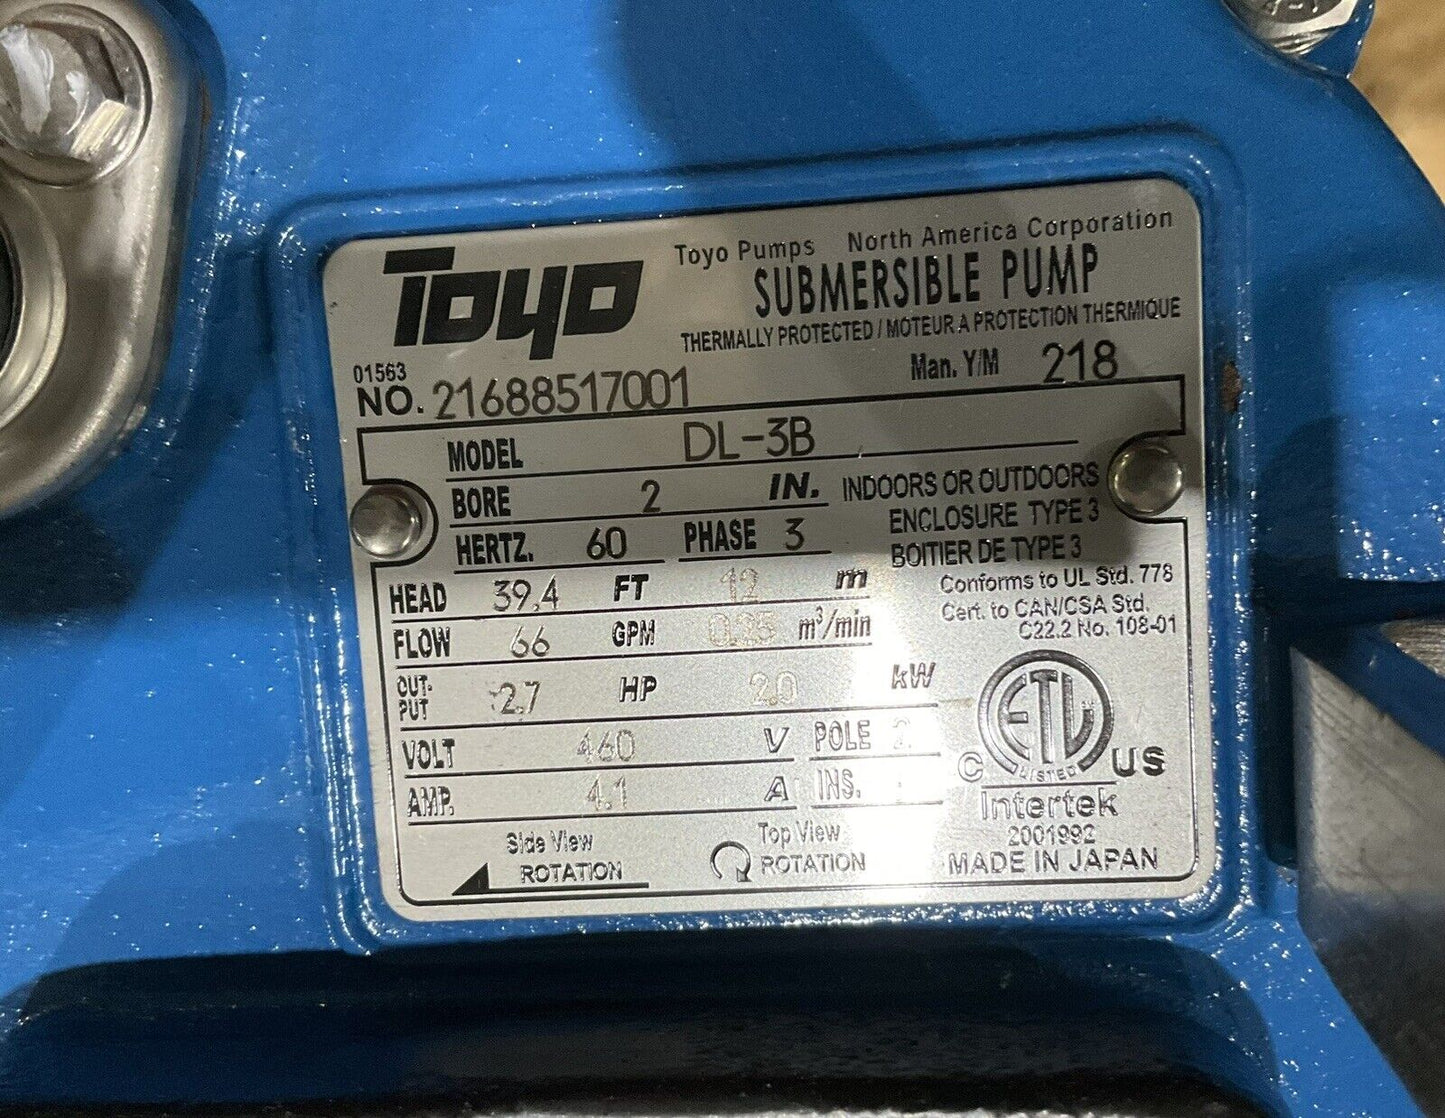 TOYO
Toyo Pumps North America Corporation
SUBMERSIBLE PUMP
THERMALLY PROTECTED / MOTEUR A PROTECTION THERMIQUE
01563
NO. 21688517001 Man. Y/M 218
MODEL DL-3B
BORE 2 IN.
HERTZ. 60 PHASE 3
INDOORS OR OUTDOORS
ENCLOSURE TYPE 3
BOITIER DE TYPE 3
Conforms to UL Std. 778
Cert. to CAN/CSA Std.
C22.2 No. 108-01
HEAD 39,4 FT 12 m
FLOW 66 GPM 0.25 m³/min
OUT-
PUT 2.7 HP 2.0 kW
VOLT 460 V POLE 2
AMP. 4.1 A INS.
ETL
LISTED
C US
Intertek
2001992
MADE IN JAPAN
Side View
ROTATION
Top View
ROTATION